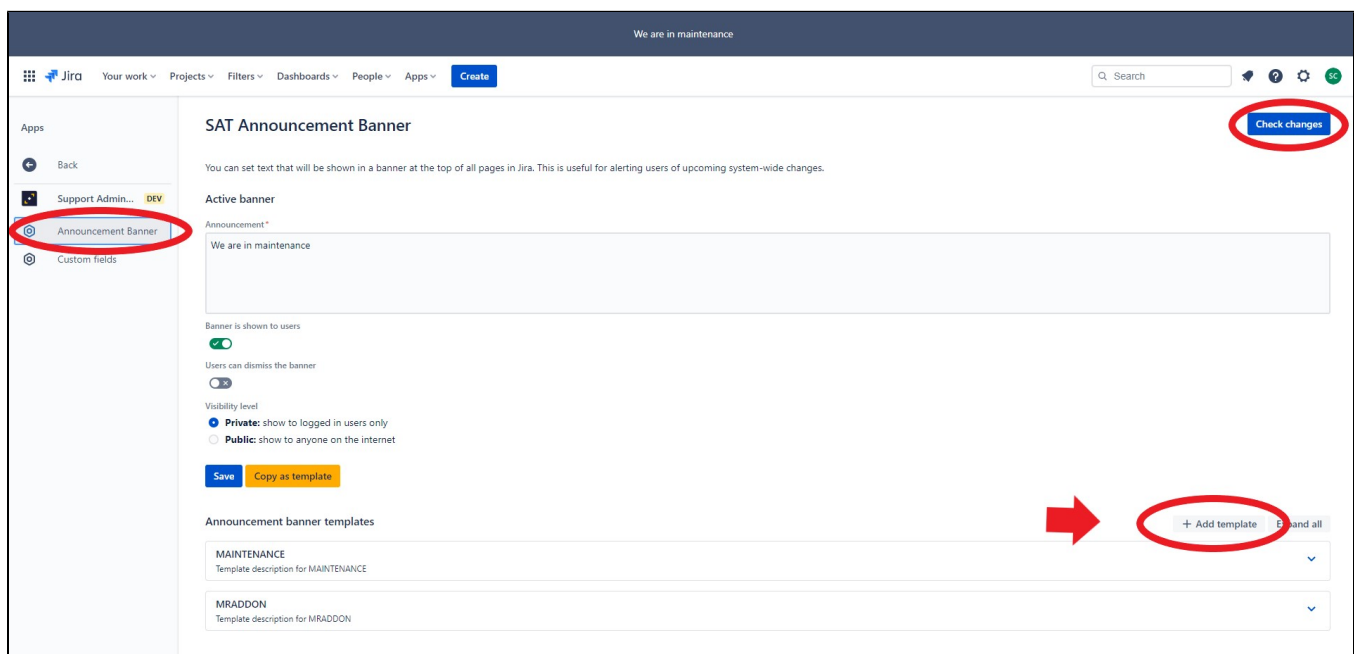 We are in maintenance
Jira Your work Projects Filters Dashboards People Apps Create Search SC
Apps
SAT Announcement Banner
Check changes
Back
You can set text that will be shown in a banner at the top of all pages in Jira. This is useful for alerting users of upcoming system-wide changes.
Support Admin... DEV
Active banner
Announcement Banner
Announcement*
We are in maintenance
Custom fields
Banner is shown to users
Users can dismiss the banner
Visibility level
Private: show to logged in users only
Public: show to anyone on the internet
Save Copy as template
Announcement banner templates
+ Add template Expand all
MAINTENANCE
Template description for MAINTENANCE
MRADDON
Template description for MRADDON